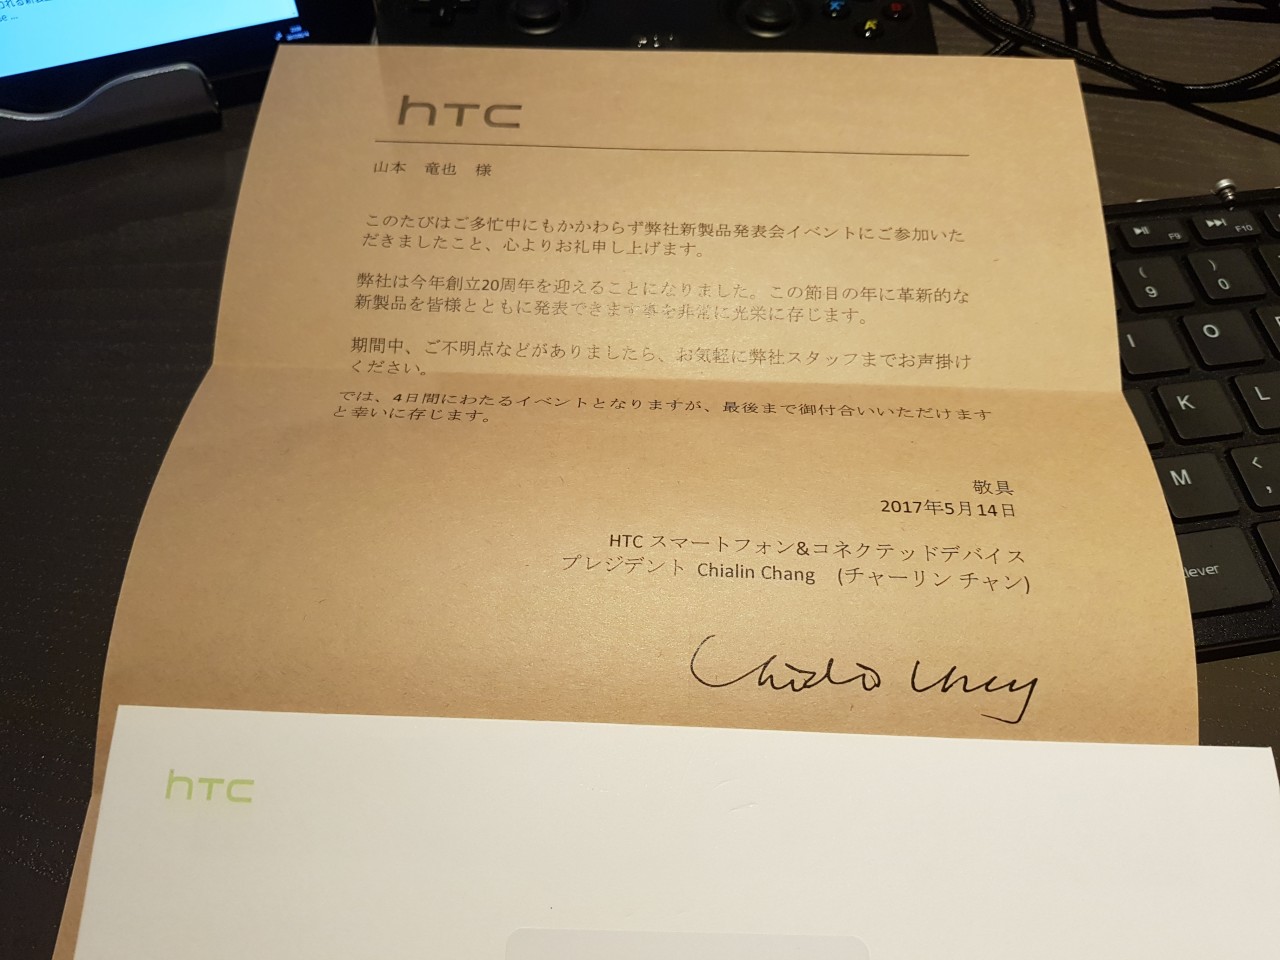 htc
山本　竜也　様
このたびはご多忙中にもかかわらず弊社新製品発表会イベントにご参加いた
だきましたこと、心よりお礼申し上げます。
弊社は今年創立20周年を迎えることになりました。この節目の年に革新的な
新製品を皆様とともに発表できます事を非常に光栄に存じます。
期間中、ご不明点などがありましたら、お気軽に弊社スタッフまでお声掛け
ください。
では、4日間にわたるイベントとなりますが、最後まで御付合いいただけます
と幸いに存じます。
敬具
2017年5月14日
HTC スマートフォン&コネクテッドデバイス
プレジデント Chialin Chang　(チャーリン チャン)
htc
F9
F10
(
9
)
0
I
O
K
L
M
<
,
lever